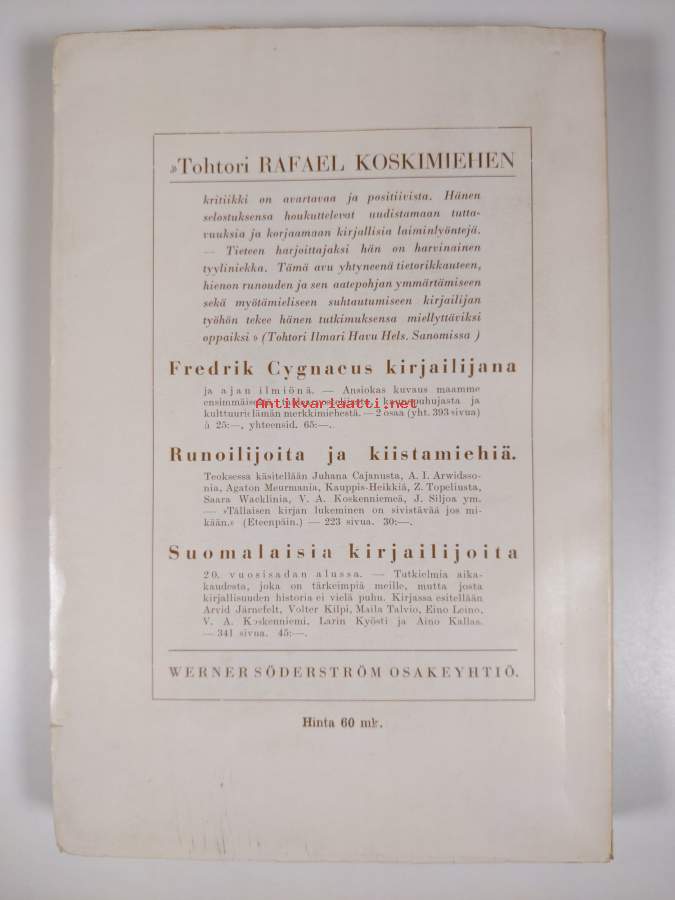 »Tohtori RAFAEL KOSKIMIEHEN
kritiikki on avartavaa ja positiivista. Hänen
selostuksensa houkuttelevat uudistamaan tutta-
vuuksia ja korjaamaan kirjallisia laiminlyöntejä.
— Tieteen harjoittajaksi hän on harvinainen
tyyliniekka. Tämä avu yhtyneenä tietorikkauteen,
hienon runouden ja sen aatepohjan ymmärtämiseen
sekä myötämieliseen suhtautumiseen kirjailijan
työhön tekee hänen tutkimuksensa miellyttäviksi
oppaiksi» (Tohtori Ilmari Havu Hels. Sanomissa)
Fredrik Cygnaeus kirjailijana
ja ajan ilmiönä. — Ansiokas kuvaus maamme
ensimmäisestä
kulttuurielämän merkkimiehestä. — 2 osaa (yht. 393 sivua)
à 25:—, yhteensid. 65:—.
Antikvariaatti.net
Runoilijoita ja kiistamiehiä.
Teoksessa käsitellään Juhana Cajanusta, A. I. Arwidsso-
nia, Agaton Meurmania, Kauppis-Heikkiä, Z. Topeliusta,
Saara Wacklinia, V. A. Koskenniemeä, J. Siljoa ym.
— »Tällaisen kirjan lukeminen on sivistävää jos mi-
kään.» (Eteenpäin.) — 223 sivua. 30:—.
Suomalaisia kirjailijoita
20. vuosisadan alussa. — Tutkielmia aika-
kaudesta, joka on tärkeimpiä meille, mutta josta
kirjallisuuden historia ei vielä puhu. Kirjassa esitellään
Arvid Järnefelt, Volter Kilpi, Maila Talvio, Eino Leino,
V. A. Koskenniemi, Larin Kyösti ja Aino Kallas.
— 341 sivua. 45:—.
WERNER SÖDERSTRÖM OSAKEYHTIÖ.
Hinta 60 mk.